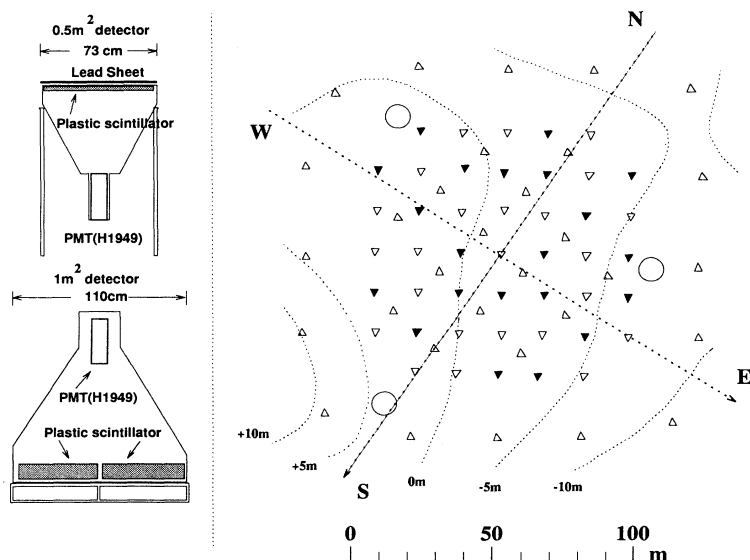 0.5m² detector
73 cm
Lead Sheet
Plastic scintillator
PMT(H1949)
1m² detector
110cm
PMT(H1949)
Plastic scintillator
N
W
E
S
+10m
+5m
0m
-5m
-10m
0 50 100
m